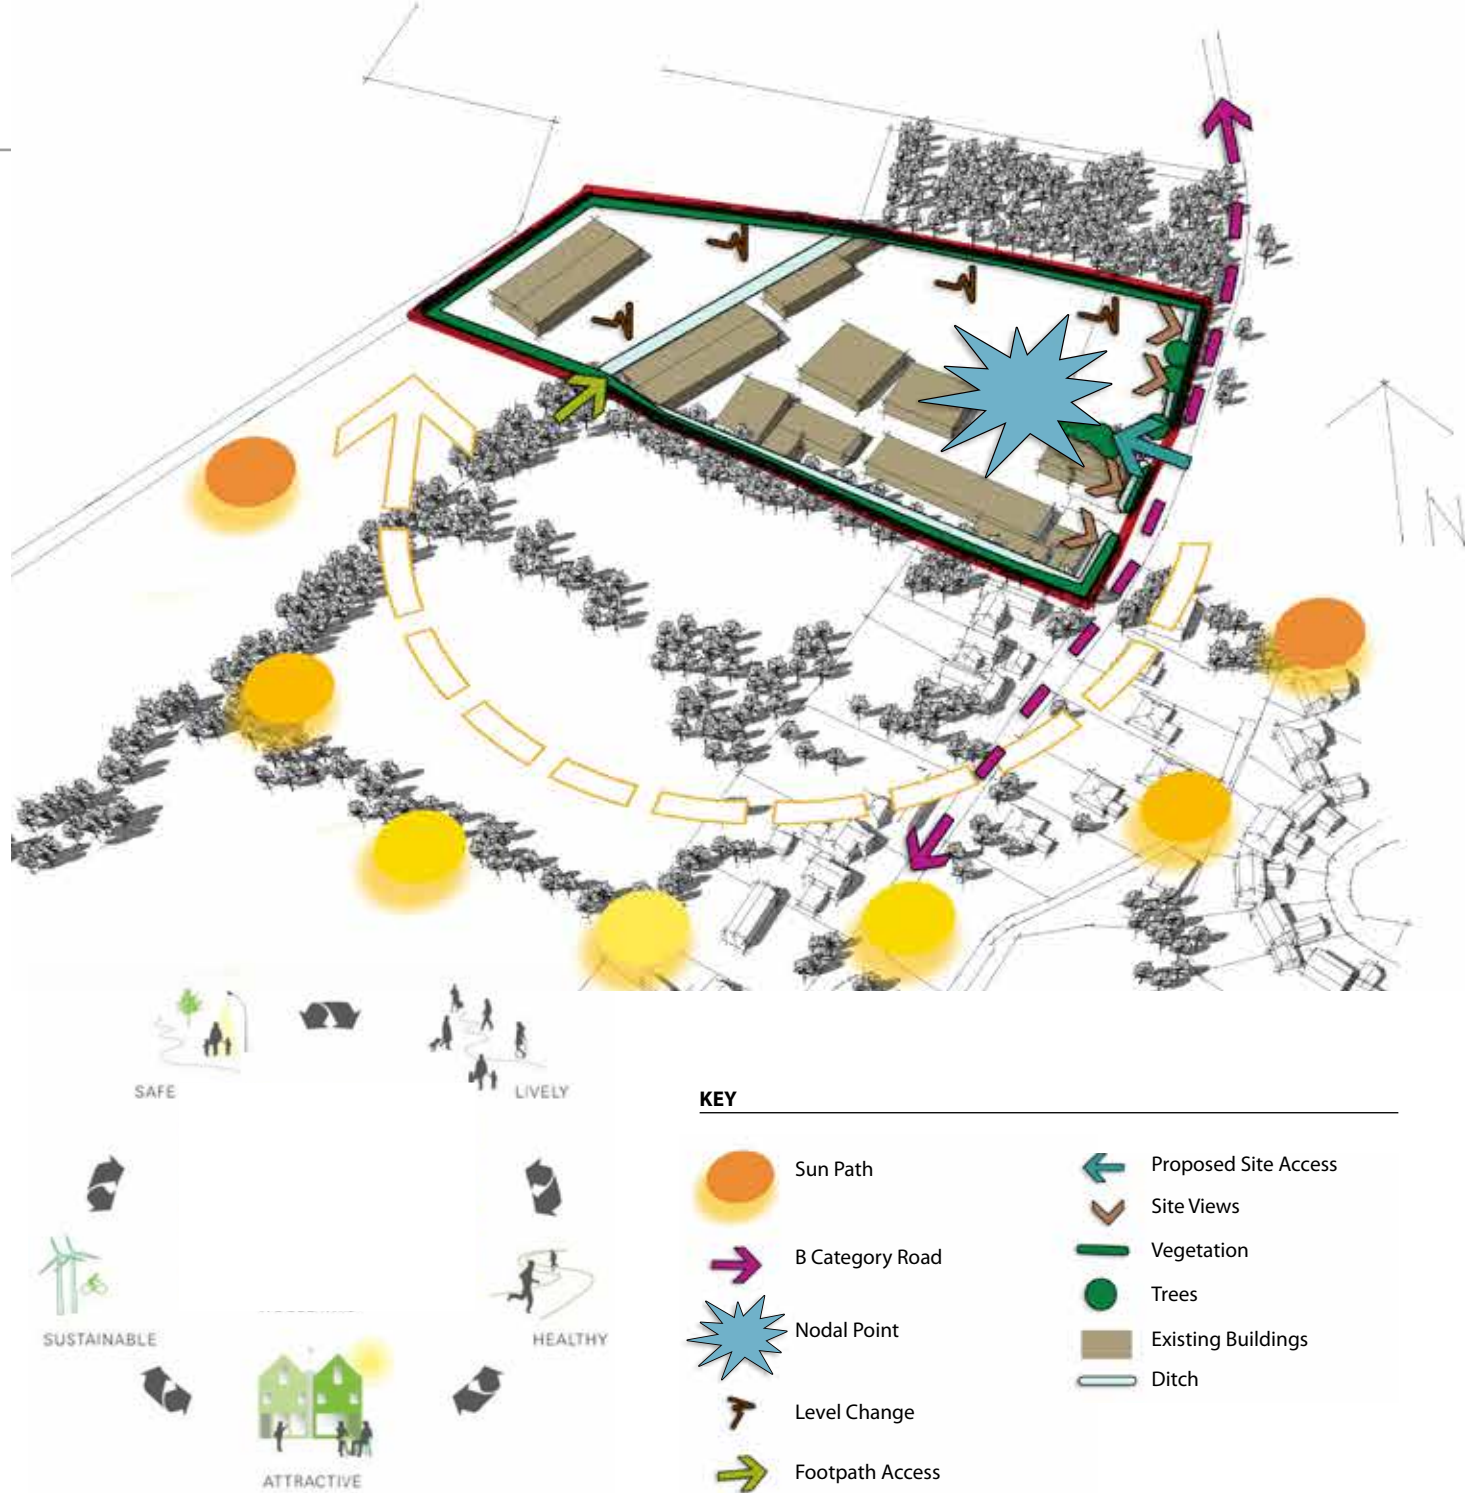 N
SAFE
LIVELY
SUSTAINABLE
HEALTHY
ATTRACTIVE
KEY
Sun Path
B Category Road
Nodal Point
Level Change
Footpath Access
Proposed Site Access
Site Views
Vegetation
Trees
Existing Buildings
Ditch